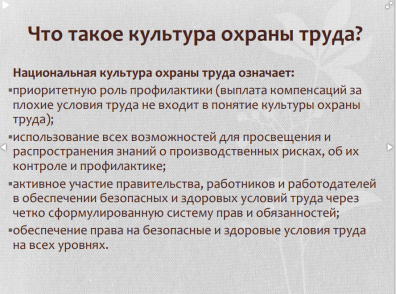 Что такое культура охраны труда?
Национальная культура охраны труда означает:
▪приоритетную роль профилактики (выплата компенсаций за
плохие условия труда не входит в понятие культуры охраны
труда);
▪использование всех возможностей для просвещения и
распространения знаний о производственных рисках, об их
контроле и профилактике;
▪активное участие правительства, работников и работодателей
в обеспечении безопасных и здоровых условий труда через
четко сформулированную систему прав и обязанностей;
▪обеспечение права на безопасные и здоровые условия труда
на всех уровнях.